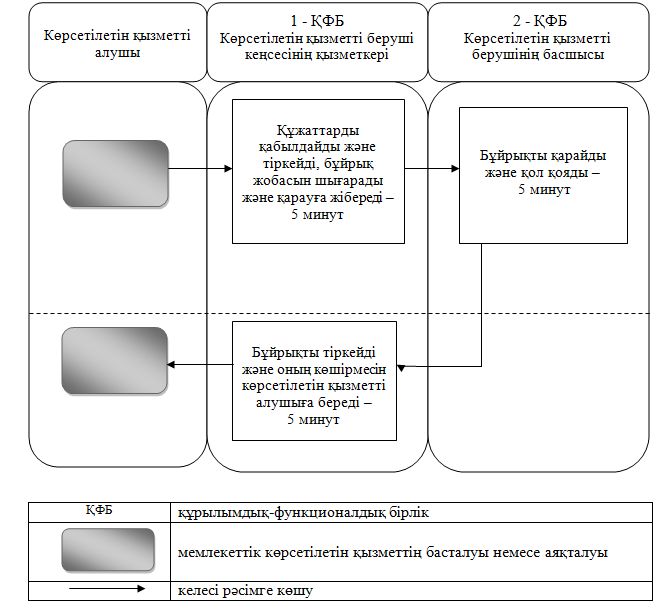 Көрсетілетін қызметті
алушы
1 - ҚФБ
Көрсетілетін қызметті беруші
кеңсесінің қызметкері
2 - ҚФБ
Көрсетілетін қызметті
берушінің басшысы
Құжаттарды
қабылдайды және
тіркейді, бұйрық
жобасын шығарады
және қарауға жібереді –
5 минут
Бұйрықты қарайды
және қол қояды –
5 минут
Бұйрықты тіркейді
және оның көшірмесін
көрсетілетін қызметті
алушыға береді –
5 минут
ҚФБ
құрылымдық-функционалдық бірлік
мемлекеттік көрсетілетін қызметтің басталуы немесе аяқталуы
келесі рәсімге көшу